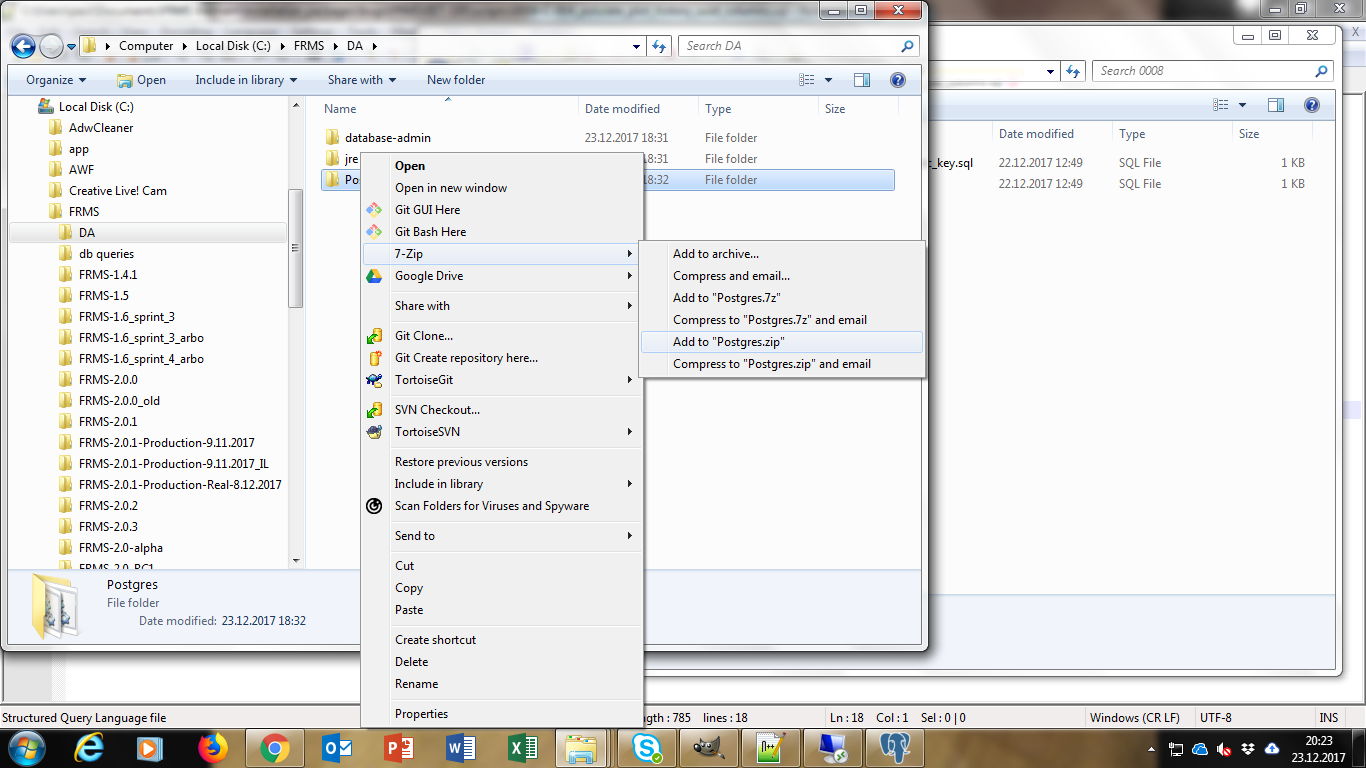 Computer
Local Disk (C:)
FRMS
DA
Search DA
Search 0008
Organize
Open
Include in library
Share with
New folder
Local Disk (C:)
AdwCleaner
app
AWF
Creative Live! Cam
FRMS
DA
db queries
FRMS-1.4.1
FRMS-1.5
FRMS-1.6_sprint_3
FRMS-1.6_sprint_3_arbo
FRMS-1.6_sprint_4_arbo
FRMS-2.0.0
FRMS-2.0.0_old
FRMS-2.0.1
FRMS-2.0.1-Production-9.11.2017
FRMS-2.0.1-Production-9.11.2017_IL
FRMS-2.0.1-Production-Real-8.12.2017
FRMS-2.0.2
FRMS-2.0.3
FRMS-2.0-alpha
Name Date modified Type Size
database-admin 23.12.2017 18:31 File folder
jre 18:31 File folder
Pos 18:32 File folder
Open
Open in new window
Git GUI Here
Git Bash Here
7-Zip
Google Drive
Share with
Git Clone...
Git Create repository here...
TortoiseGit
SVN Checkout...
TortoiseSVN
Restore previous versions
Include in library
Scan Folders for Viruses and Spyware
Send to
Cut
Copy
Paste
Create shortcut
Delete
Rename
Properties
Add to archive...
Compress and email...
Add to "Postgres.7z"
Compress to "Postgres.7z" and email
Add to "Postgres.zip"
Compress to "Postgres.zip" and email
Date modified Type Size
c_key.sql 22.12.2017 12:49 SQL File 1 KB
22.12.2017 12:49 SQL File 1 KB
Postgres
File folder
Date modified: 23.12.2017 18:32
Structured Query Language file
ngth : 785 lines : 18
Ln : 18 Col : 1 Sel : 0 | 0
Windows (CR LF)
UTF-8
INS
20:23
23.12.2017